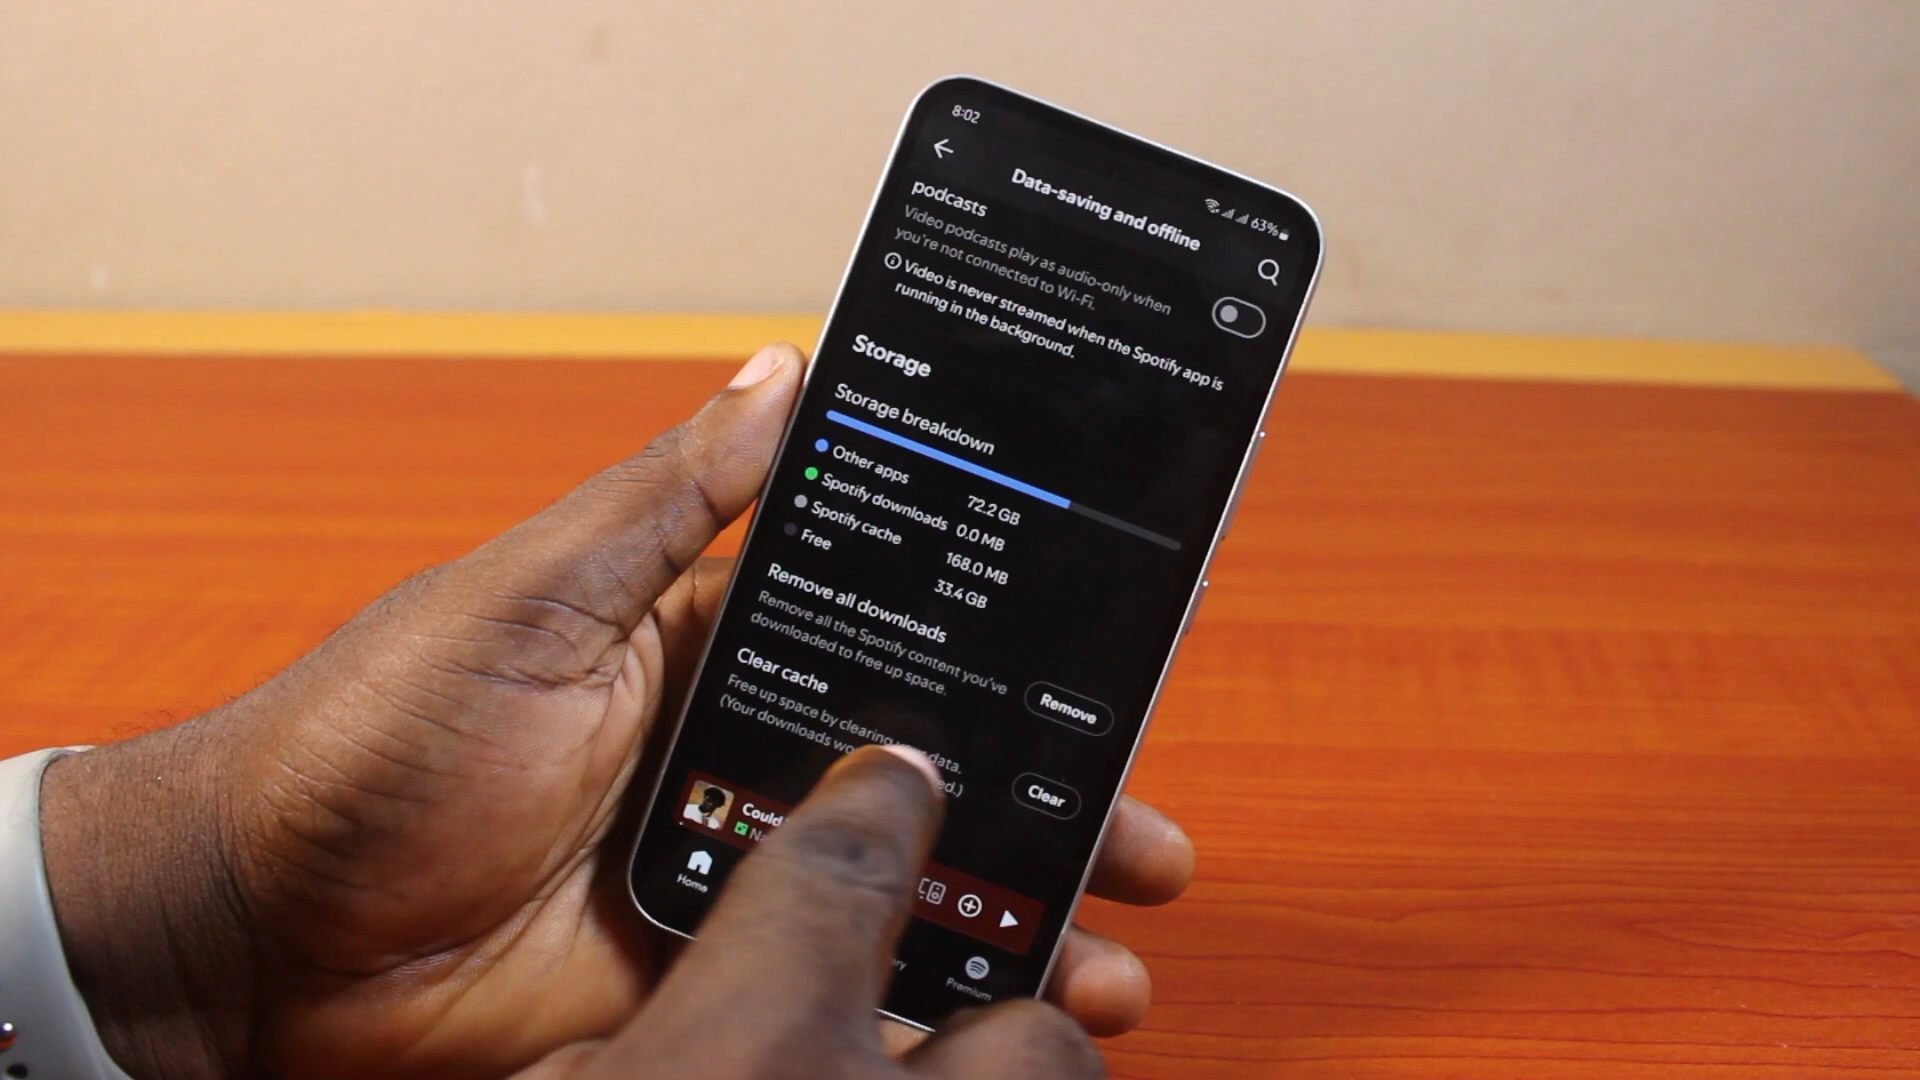 8:02
63%
Data-saving and offline
podcasts
Video podcasts play as audio-only when
you're not connected to Wi-Fi.
Video is never streamed when the Spotify app is
running in the background.
Storage
Storage breakdown
Other apps 72.2 GB
Spotify downloads 0.0 MB
Spotify cache 168.0 MB
Free 33.4 GB
Remove all downloads
Remove all the Spotify content you've
downloaded to free up space.
Remove
Clear cache
Free up space by clearing data.
(Your downloads
Clear
Could
Home
Premium